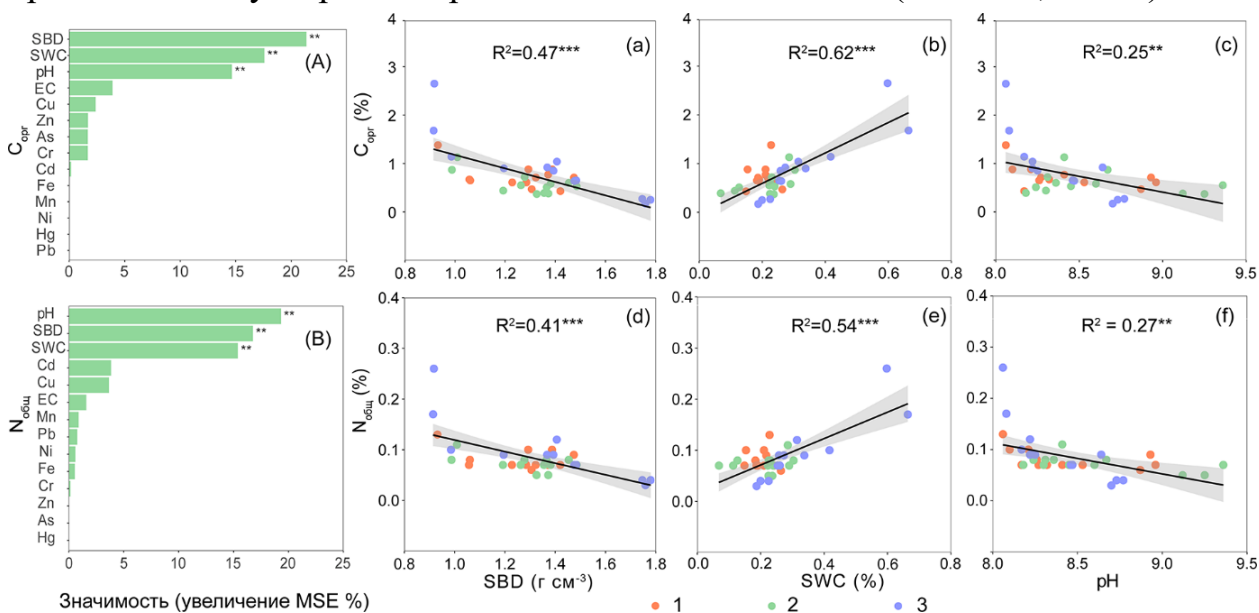 (A)
SBD **
SWC **
pH **
EC
Cu
Zn
As
Cr
Cd
Fe
Mn
Ni
Hg
Pb
Cорг
0 5 10 15 20 25
Cорг (%)
4
3
2
1
0
R²=0.47*** (a)
0.8 1.0 1.2 1.4 1.6 1.8
4
3
2
1
0
R²=0.62*** (b)
0.0 0.2 0.4 0.6 0.8
4
3
2
1
0
R²=0.25** (c)
8.0 8.5 9.0 9.5
(B)
pH **
SBD **
SWC **
Cd
Cu
EC
Mn
Pb
Ni
Fe
Cr
Zn
As
Hg
Nобщ
0 5 10 15 20 25
Значимость (увеличение MSE %)
Nобщ (%)
0.4
0.3
0.2
0.1
0.0
R²=0.41*** (d)
0.8 1.0 1.2 1.4 1.6 1.8
SBD (г см⁻³)
0.4
0.3
0.2
0.1
0.0
R²=0.54*** (e)
0.0 0.2 0.4 0.6 0.8
SWC (%)
0.4
0.3
0.2
0.1
0.0
R² = 0.27** (f)
8.0 8.5 9.0 9.5
pH
1 2 3